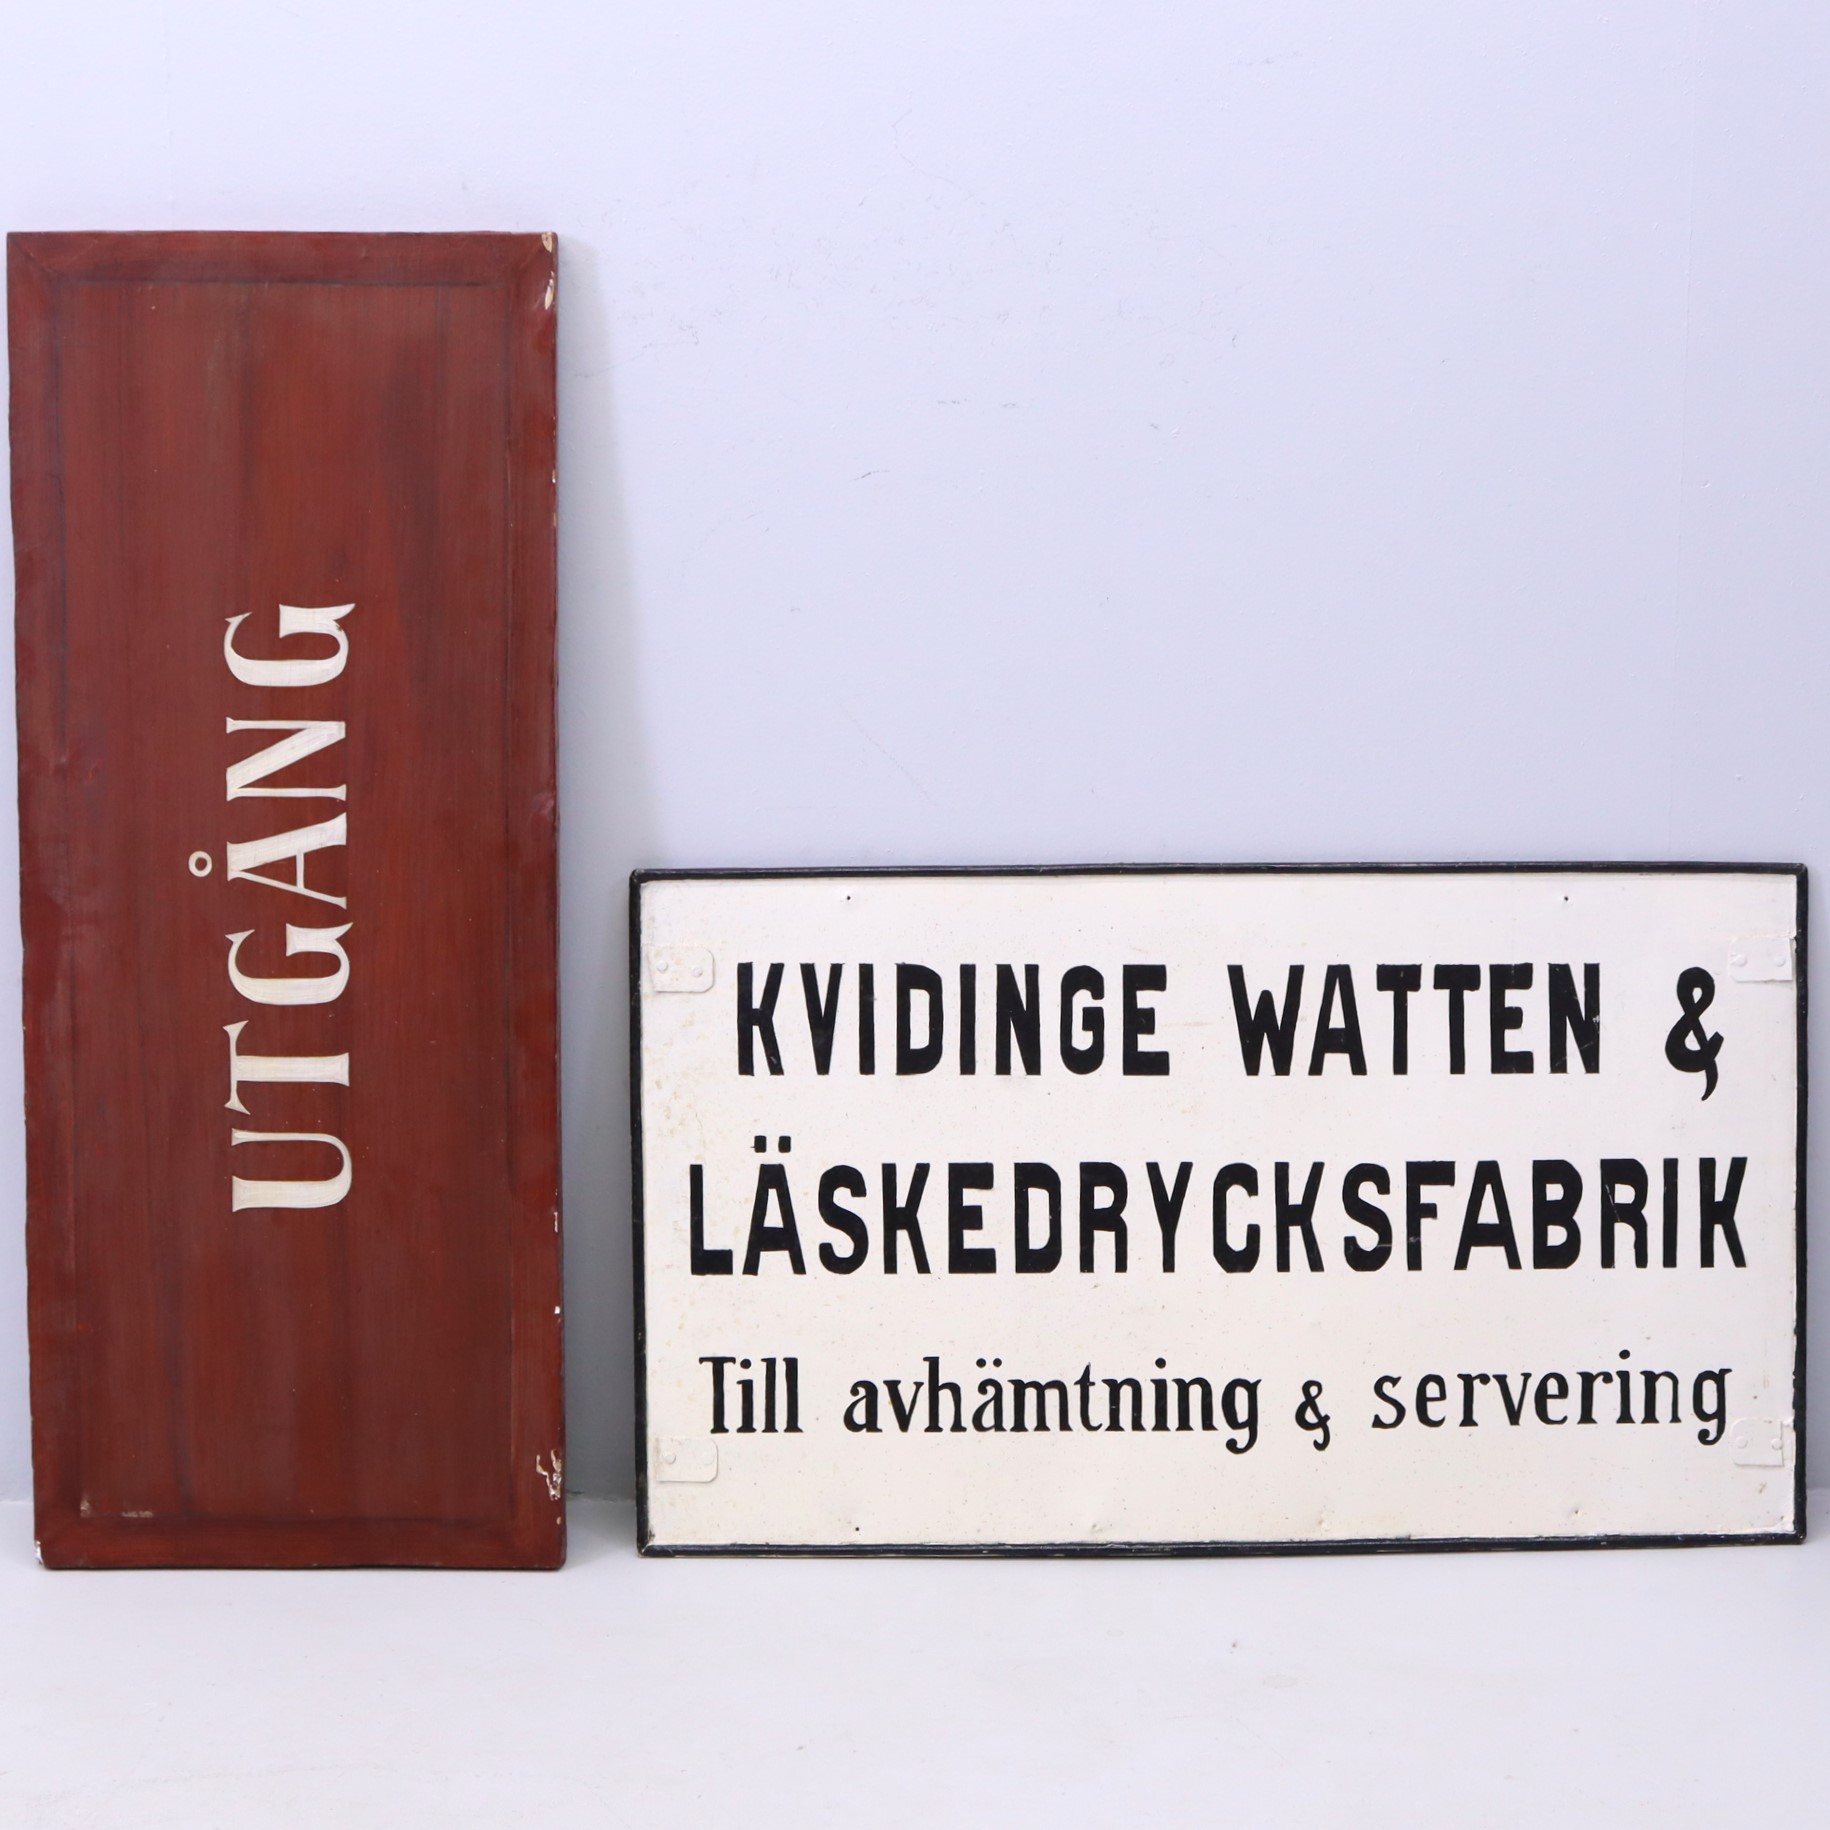 UTGÅNG
KVIDINGE WATTEN &
LÄSKEDRYCKSFABRIK
Till avhämtning & servering